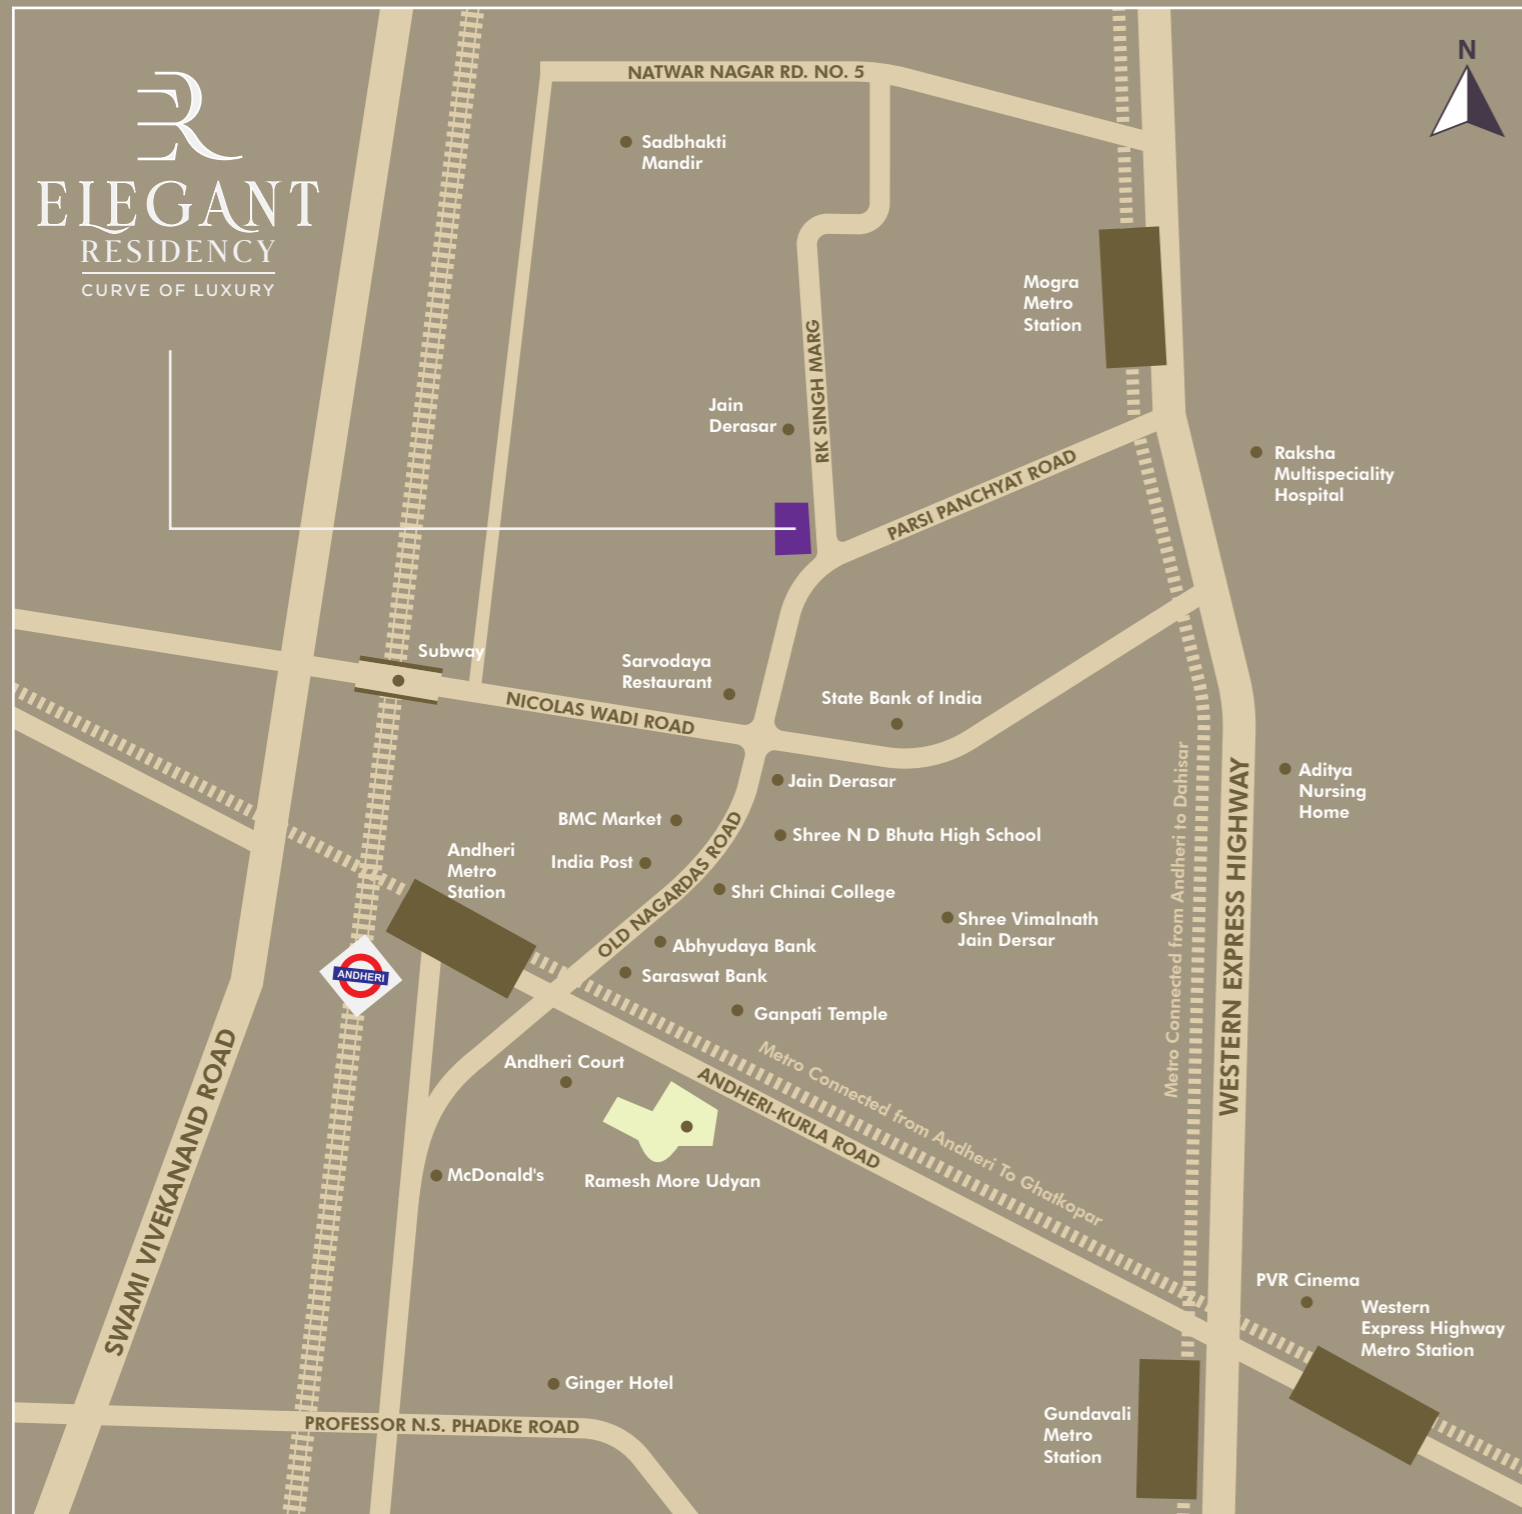 N
NATWAR NAGAR RD. NO. 5
Sadbhakti
Mandir
ER
ELEGANT
RESIDENCY
CURVE OF LUXURY
Mogra
Metro
Station
RK SINGH MARG
Jain
Derasar
PARSI PANCHYAT ROAD
Raksha
Multispeciality
Hospital
Subway
Sarvodaya
Restaurant
NICOLAS WADI ROAD
State Bank of India
Jain Derasar
Aditya
Nursing
Home
BMC Market
Shree N D Bhuta High School
India Post
Andheri
Metro
Station
OLD NAGARDAS ROAD
Shri Chinai College
Shree Vimalnath
Jain Dersar
Abhyudaya Bank
Saraswat Bank
ANDHERI
Ganpati Temple
Metro Connected from Andheri to Dahisar
WESTERN EXPRESS HIGHWAY
Andheri Court
Metro Connected from Andheri To Ghatkopar
ANDHERI-KURLA ROAD
SWAMI VIVEKANAND ROAD
McDonald's
Ramesh More Udyan
PVR Cinema
Western
Express Highway
Metro Station
Ginger Hotel
PROFESSOR N.S. PHADKE ROAD
Gundavali
Metro
Station